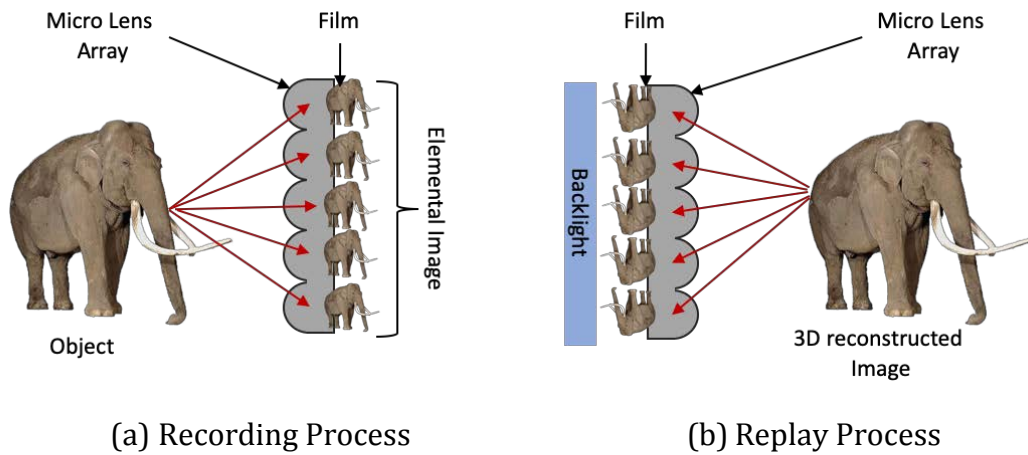 Micro Lens
Array
Film
Elemental Image
Object
(a) Recording Process
Film
Micro Lens
Array
Backlight
3D reconstructed
Image
(b) Replay Process